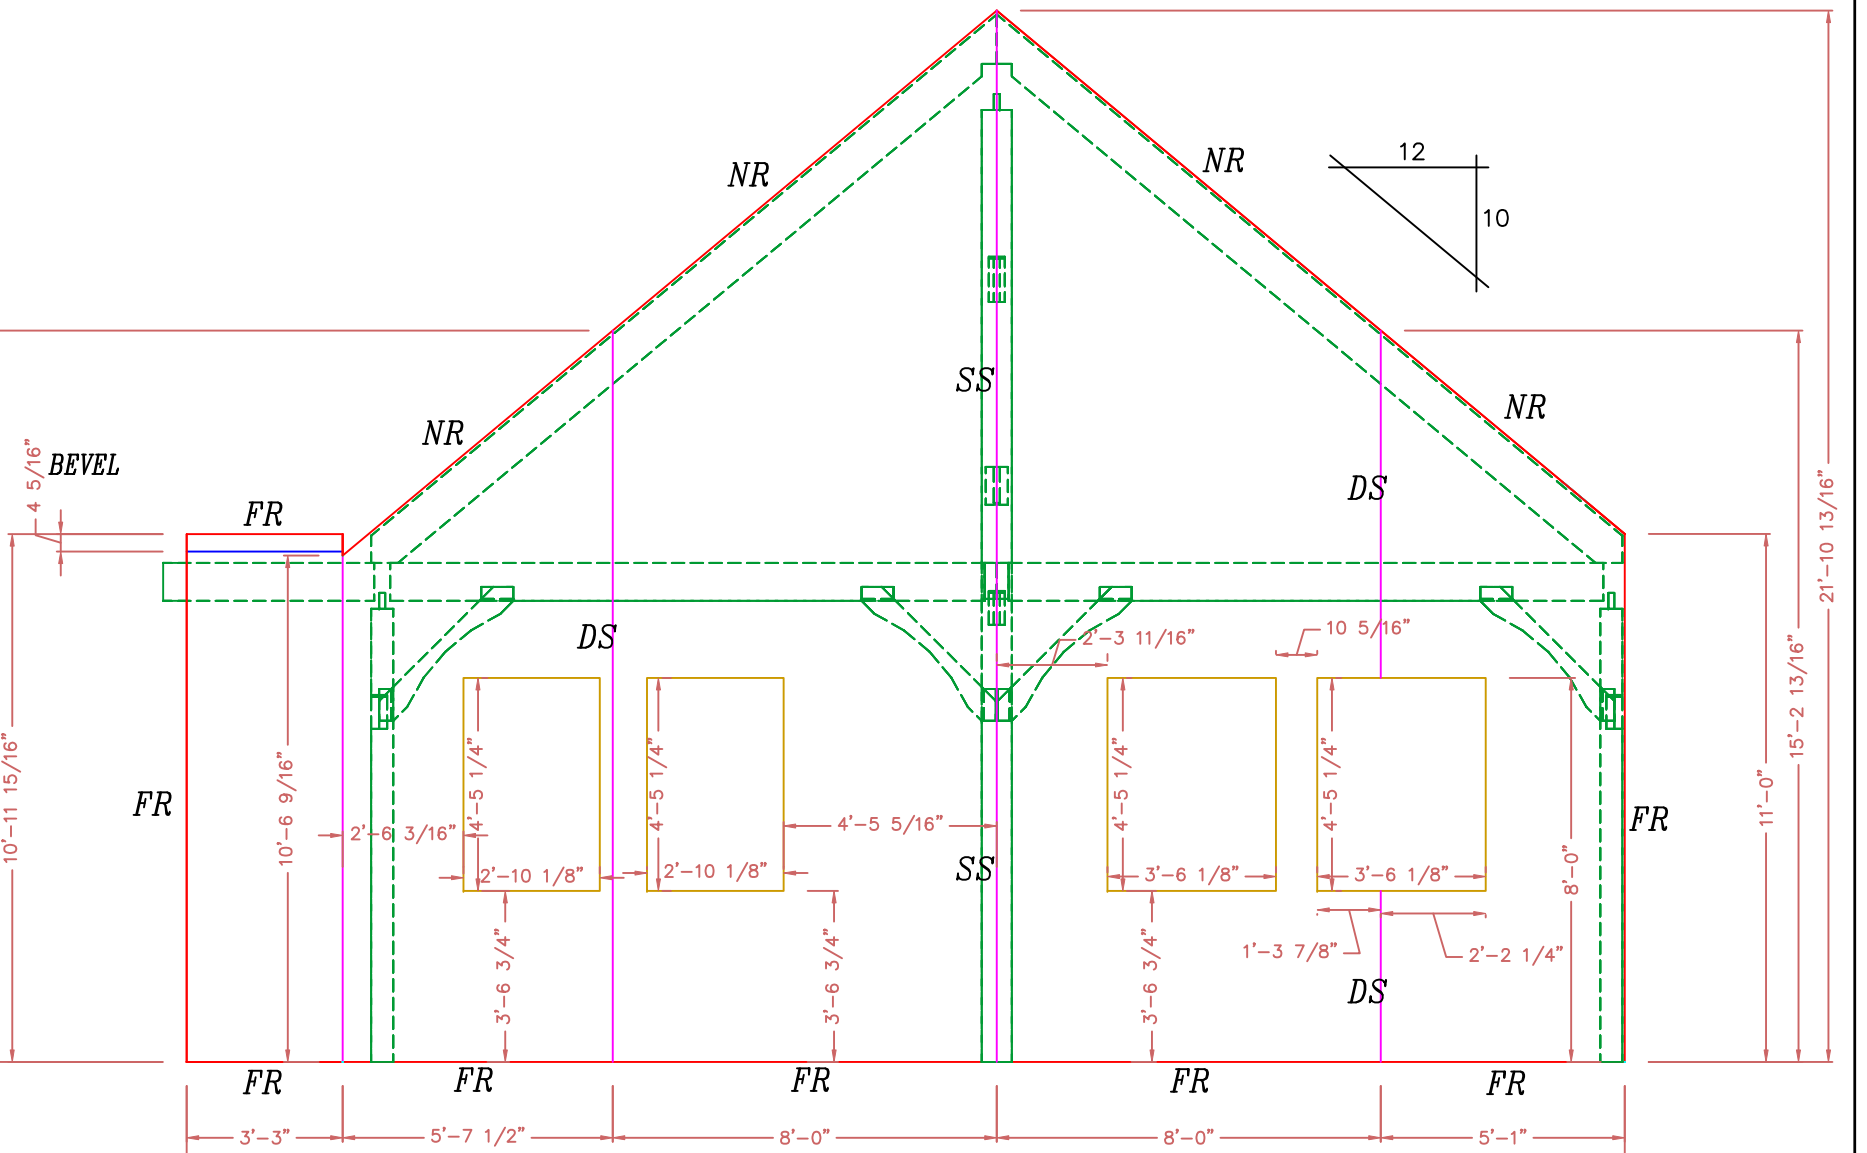 12
NR
NR
10
SS
NR
NR
4 5/16"
BEVEL
DS
FR
21'-10 13/16"
DS
2'-3 11/16"
10 5/16"
15'-2 13/16"
10'-11 15/16"
10'-6 9/16"
4'-5 1/4"
4'-5 1/4"
4'-5 1/4"
4'-5 1/4"
11'-0"
FR
FR
2'-6 3/16"
4'-5 5/16"
SS
2'-10 1/8"
2'-10 1/8"
3'-6 1/8"
3'-6 1/8"
8'-0"
3'-6 3/4"
3'-6 3/4"
3'-6 3/4"
1'-3 7/8"
2'-2 1/4"
DS
FR
FR
FR
FR
FR
3'-3"
5'-7 1/2"
8'-0"
8'-0"
5'-1"